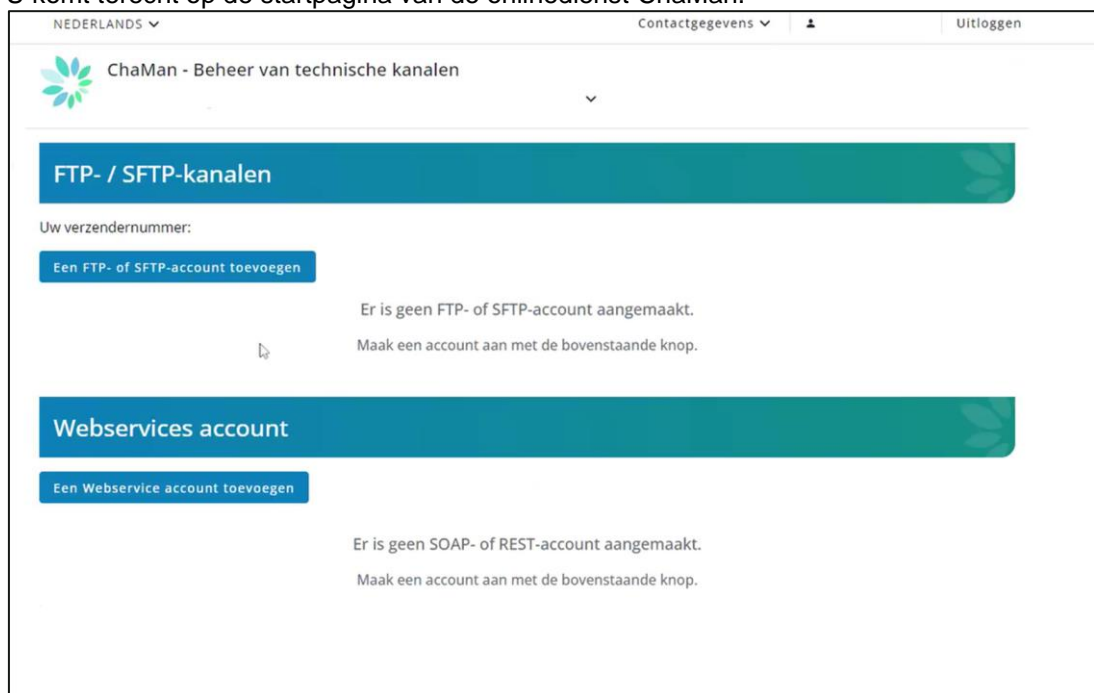 U komt terecht op de startpagina van de onlinedienst ChaMan.
NEDERLANDS Contactgegevens Uitloggen
ChaMan - Beheer van technische kanalen
FTP- / SFTP-kanalen
Uw verzendernummer:
Een FTP- of SFTP-account toevoegen
Er is geen FTP- of SFTP-account aangemaakt.
Maak een account aan met de bovenstaande knop.
Webservices account
Een Webservice account toevoegen
Er is geen SOAP- of REST-account aangemaakt.
Maak een account aan met de bovenstaande knop.